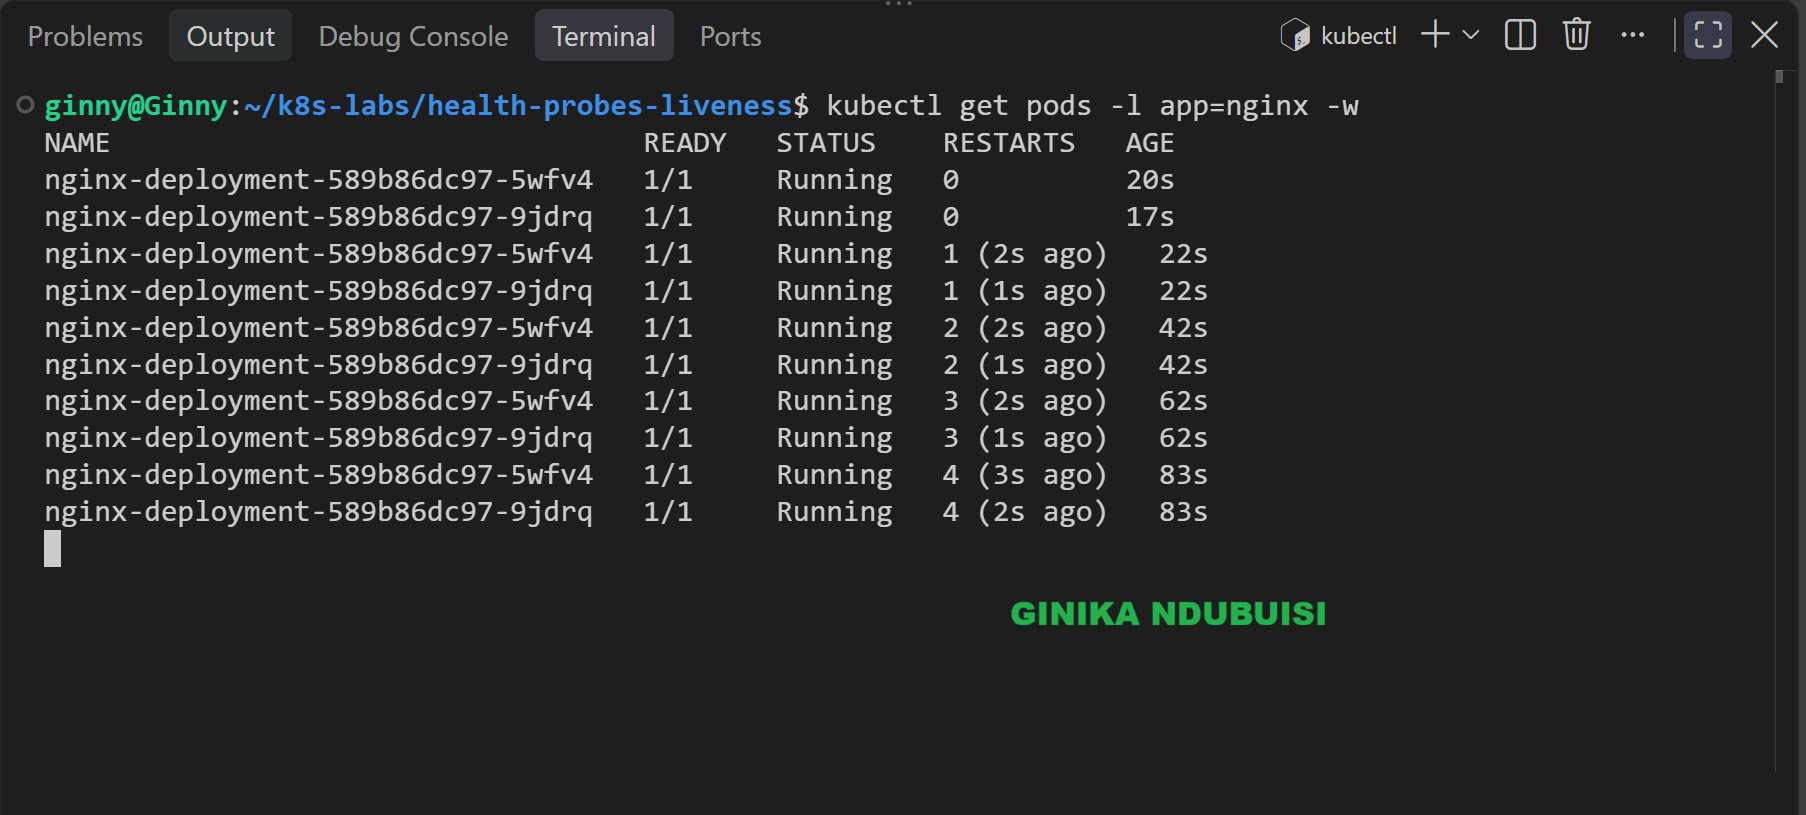 Problems Output Debug Console Terminal Ports kubectl
ginny@Ginny:~/k8s-labs/health-probes-liveness$ kubectl get pods -l app=nginx -w
NAME READY STATUS RESTARTS AGE
nginx-deployment-589b86dc97-5wfv4 1/1 Running 0 20s
nginx-deployment-589b86dc97-9jdrq 1/1 Running 0 17s
nginx-deployment-589b86dc97-5wfv4 1/1 Running 1 (2s ago) 22s
nginx-deployment-589b86dc97-9jdrq 1/1 Running 1 (1s ago) 22s
nginx-deployment-589b86dc97-5wfv4 1/1 Running 2 (2s ago) 42s
nginx-deployment-589b86dc97-9jdrq 1/1 Running 2 (1s ago) 42s
nginx-deployment-589b86dc97-5wfv4 1/1 Running 3 (2s ago) 62s
nginx-deployment-589b86dc97-9jdrq 1/1 Running 3 (1s ago) 62s
nginx-deployment-589b86dc97-5wfv4 1/1 Running 4 (3s ago) 83s
nginx-deployment-589b86dc97-9jdrq 1/1 Running 4 (2s ago) 83s
GINIKA NDUBUISI